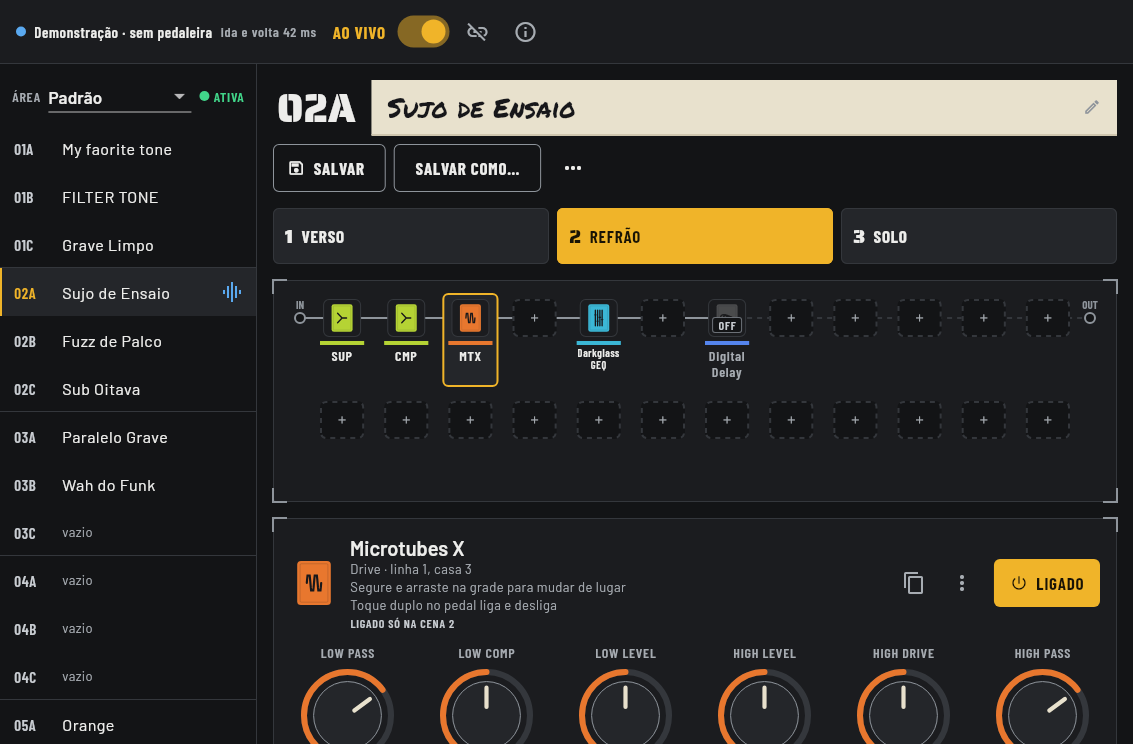 Demonstração · sem pedaleira Ida e volta 42 ms AO VIVO
ÁREA Padrão ATIVA
01A My faorite tone
01B FILTER TONE
01C Grave Limpo
02A Sujo de Ensaio
02B Fuzz de Palco
02C Sub Oitava
03A Paralelo Grave
03B Wah do Funk
03C vazio
04A vazio
04B vazio
04C vazio
05A Orange
02A Sujo de Ensaio
SALVAR SALVAR COMO... ...
1 VERSO 2 REFRÃO 3 SOLO
IN OUT
+ + OFF + + + + +
SUP CMP MTX Darkglass GEQ Digital Delay
+ + + + + + + + + + + +
Microtubes X
Drive · linha 1, casa 3
Segure e arraste na grade para mudar de lugar
Toque duplo no pedal liga e desliga
LIGADO SÓ NA CENA 2
LIGADO
LOW PASS LOW COMP LOW LEVEL HIGH LEVEL HIGH DRIVE HIGH PASS